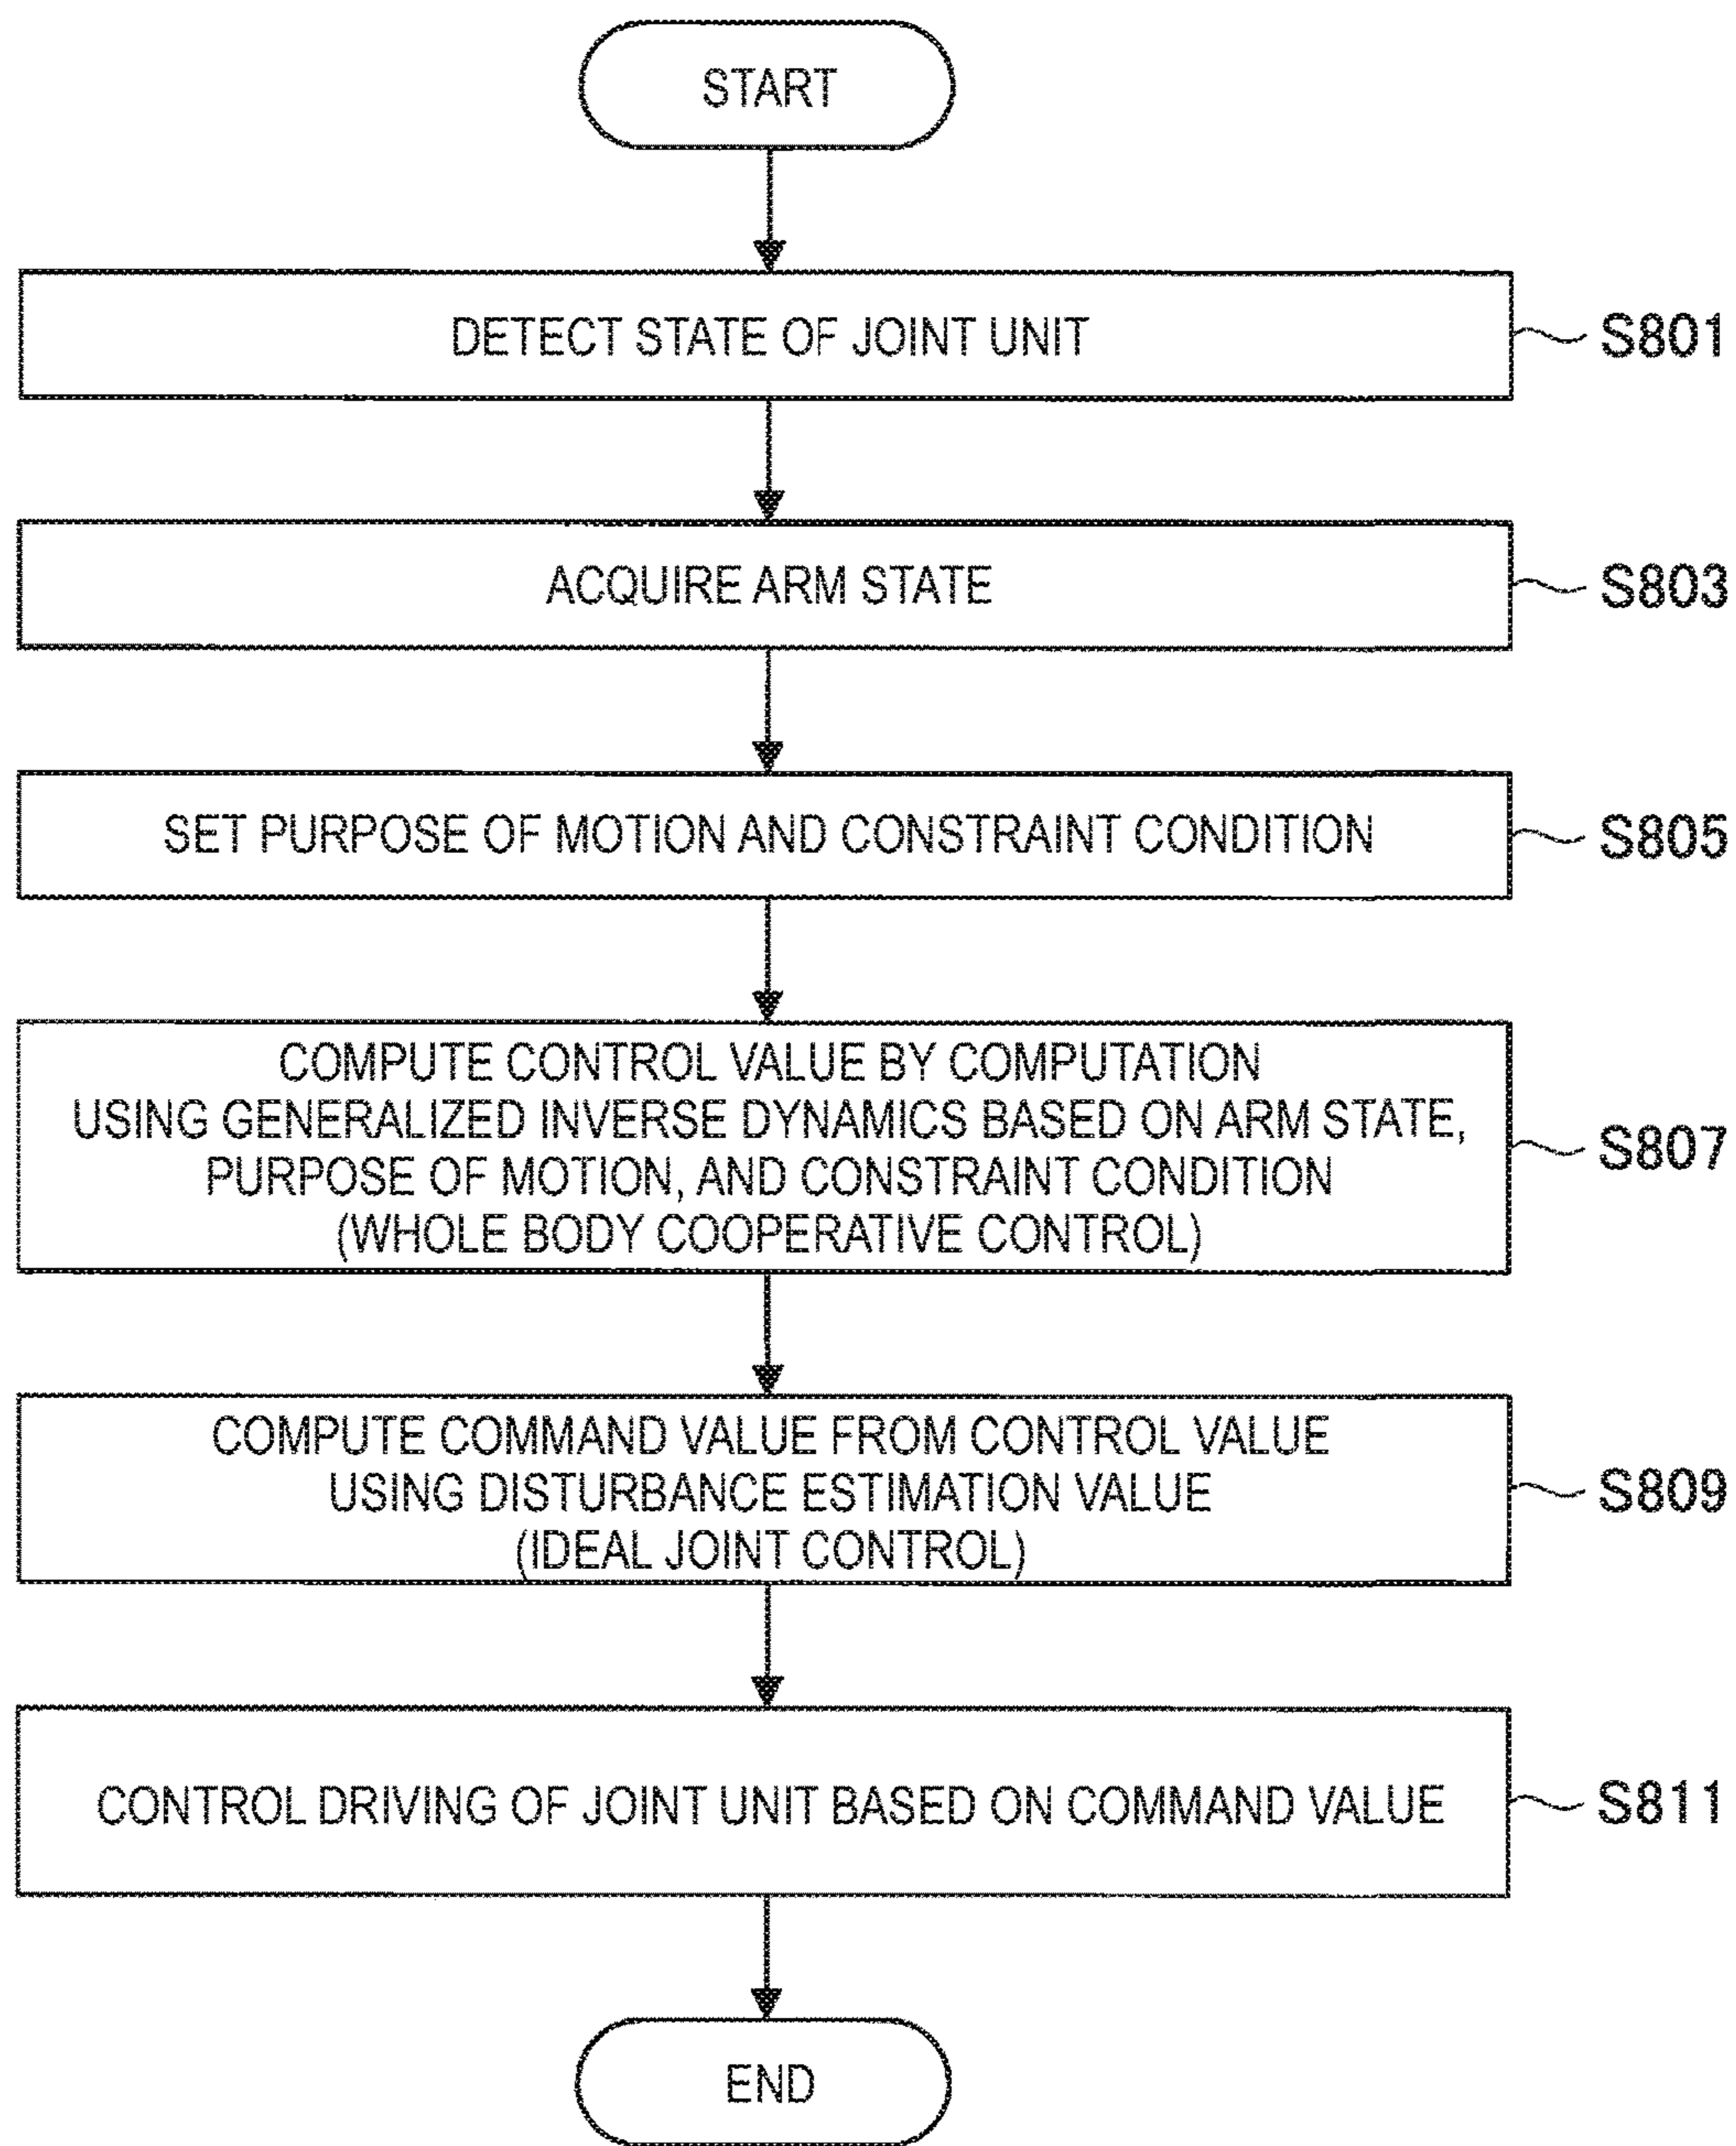 START
DETECT STATE OF JOINT UNIT
S801
ACQUIRE ARM STATE
S803
SET PURPOSE OF MOTION AND CONSTRAINT CONDITION
S805
COMPUTE CONTROL VALUE BY COMPUTATION
USING GENERALIZED INVERSE DYNAMICS BASED ON ARM STATE,
PURPOSE OF MOTION, AND CONSTRAINT CONDITION
(WHOLE BODY COOPERATIVE CONTROL)
S807
COMPUTE COMMAND VALUE FROM CONTROL VALUE
USING DISTURBANCE ESTIMATION VALUE
(IDEAL JOINT CONTROL)
S809
CONTROL DRIVING OF JOINT UNIT BASED ON COMMAND VALUE
S811
END